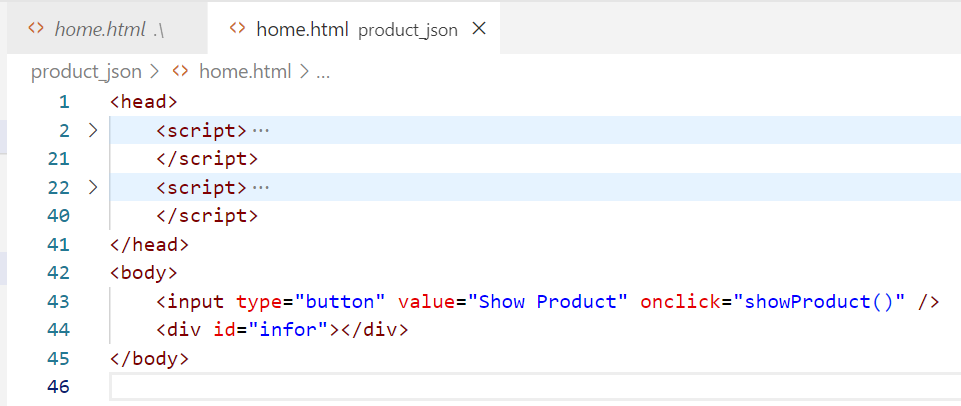 <> home.html .\ <> home.html product_json ×
product_json > <> home.html > ...
1 <head>
2 > <script>···
21 </script>
22 > <script>···
40 </script>
41 </head>
42 <body>
43 <input type="button" value="Show Product" onclick="showProduct()" />
44 <div id="infor"></div>
45 </body>
46